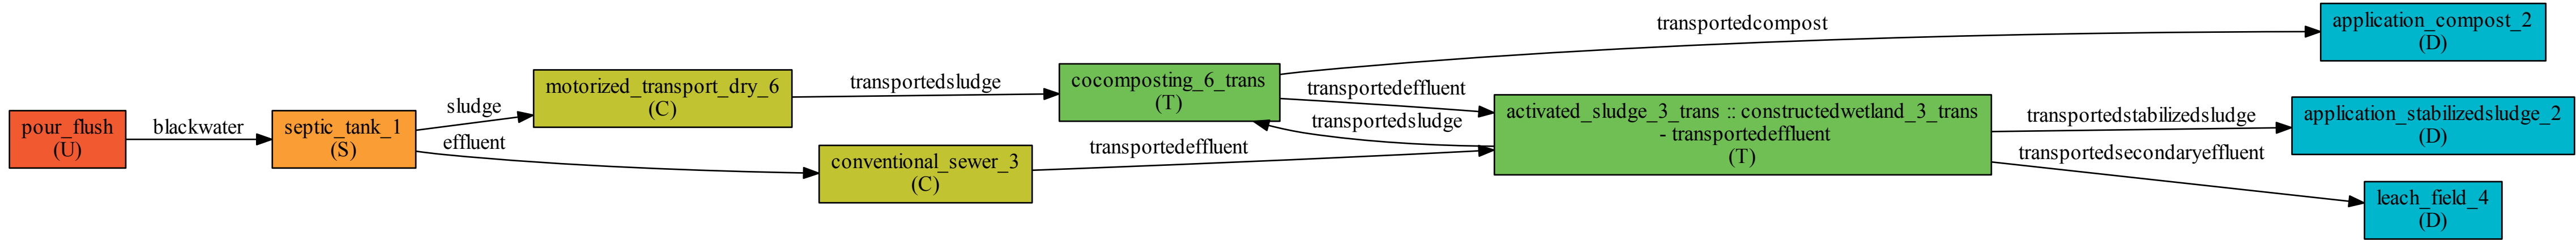 pour_flush
(U)
blackwater
septic_tank_1
(S)
sludge
effluent
motorized_transport_dry_6
(C)
conventional_sewer_3
(C)
transportedsludge
transportedeffluent
cocomposting_6_trans
(T)
transportedcompost
transportedeffluent
transportedsludge
activated_sludge_3_trans :: constructedwetland_3_trans
- transportedeffluent
(T)
transportedstabilizedsludge
transportedsecondaryeffluent
application_compost_2
(D)
application_stabilizedsludge_2
(D)
leach_field_4
(D)